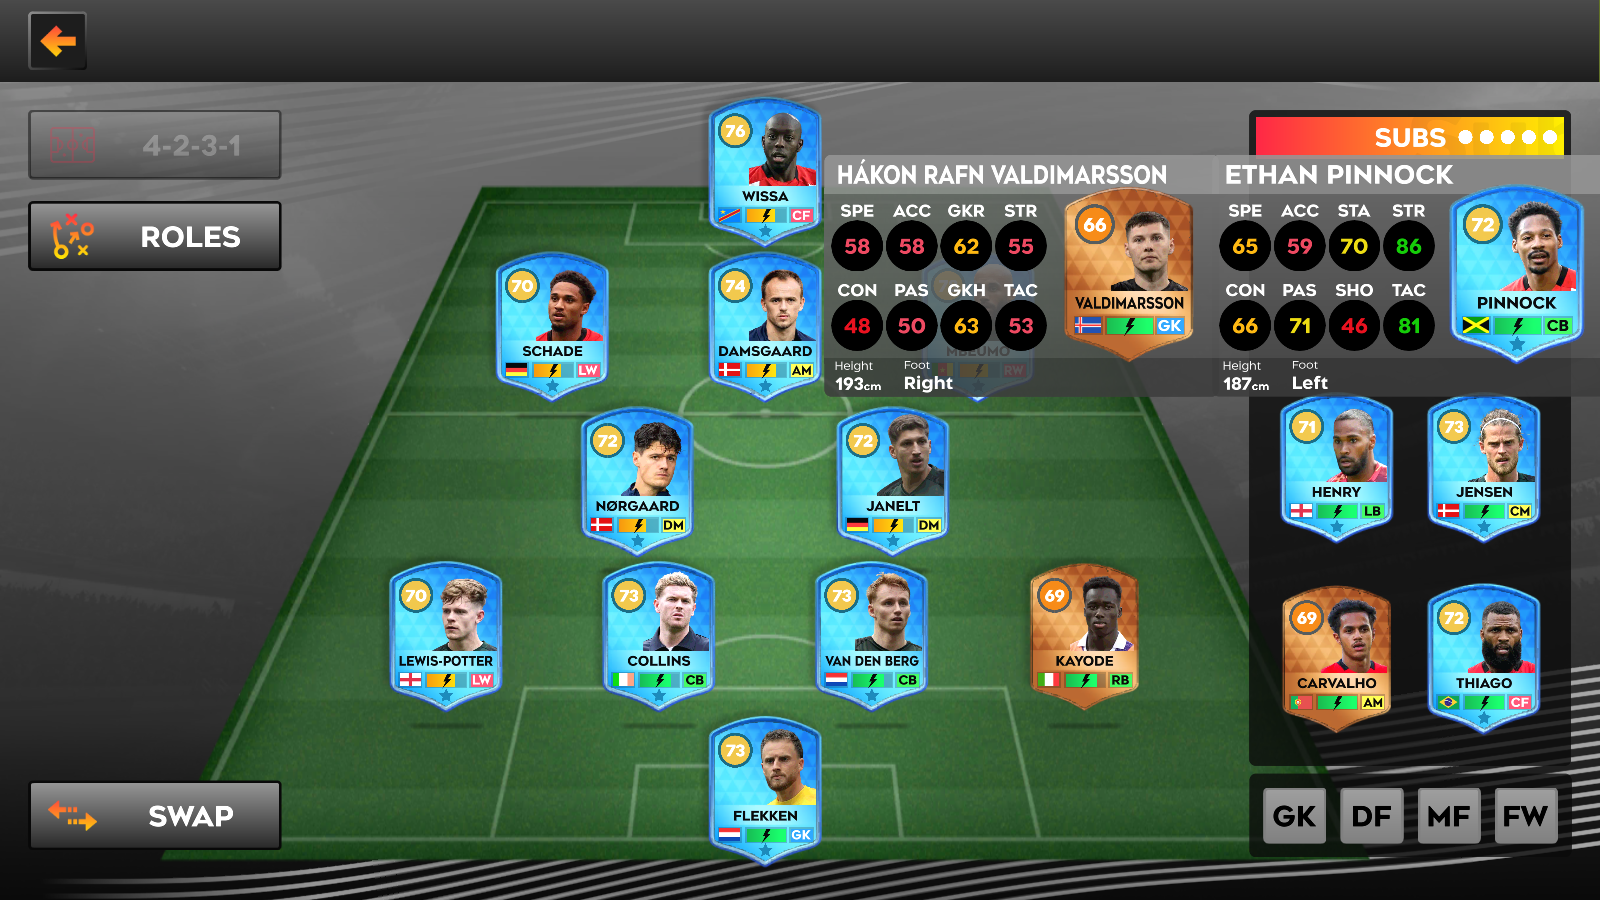 4-2-3-1
ROLES
SWAP
SUBS
HÁKON RAFN VALDIMARSSON
SPE ACC GKR STR
58 58 62 55
CON PAS GKH TAC
48 50 63 53
Height Foot
193cm Right
66
VALDIMARSSON
GK
ETHAN PINNOCK
SPE ACC STA STR
65 59 70 86
CON PAS SHO TAC
66 71 46 81
Height Foot
187cm Left
72
PINNOCK
CB
76
WISSA
CF
70
SCHADE
LW
74
DAMSGAARD
AM
MBEUMO
RW
72
NØRGAARD
DM
72
JANELT
DM
70
LEWIS-POTTER
LW
73
COLLINS
CB
73
VAN DEN BERG
CB
69
KAYODE
RB
73
FLEKKEN
GK
71
HENRY
LB
73
JENSEN
CM
69
CARVALHO
AM
72
THIAGO
CF
GK DF MF FW